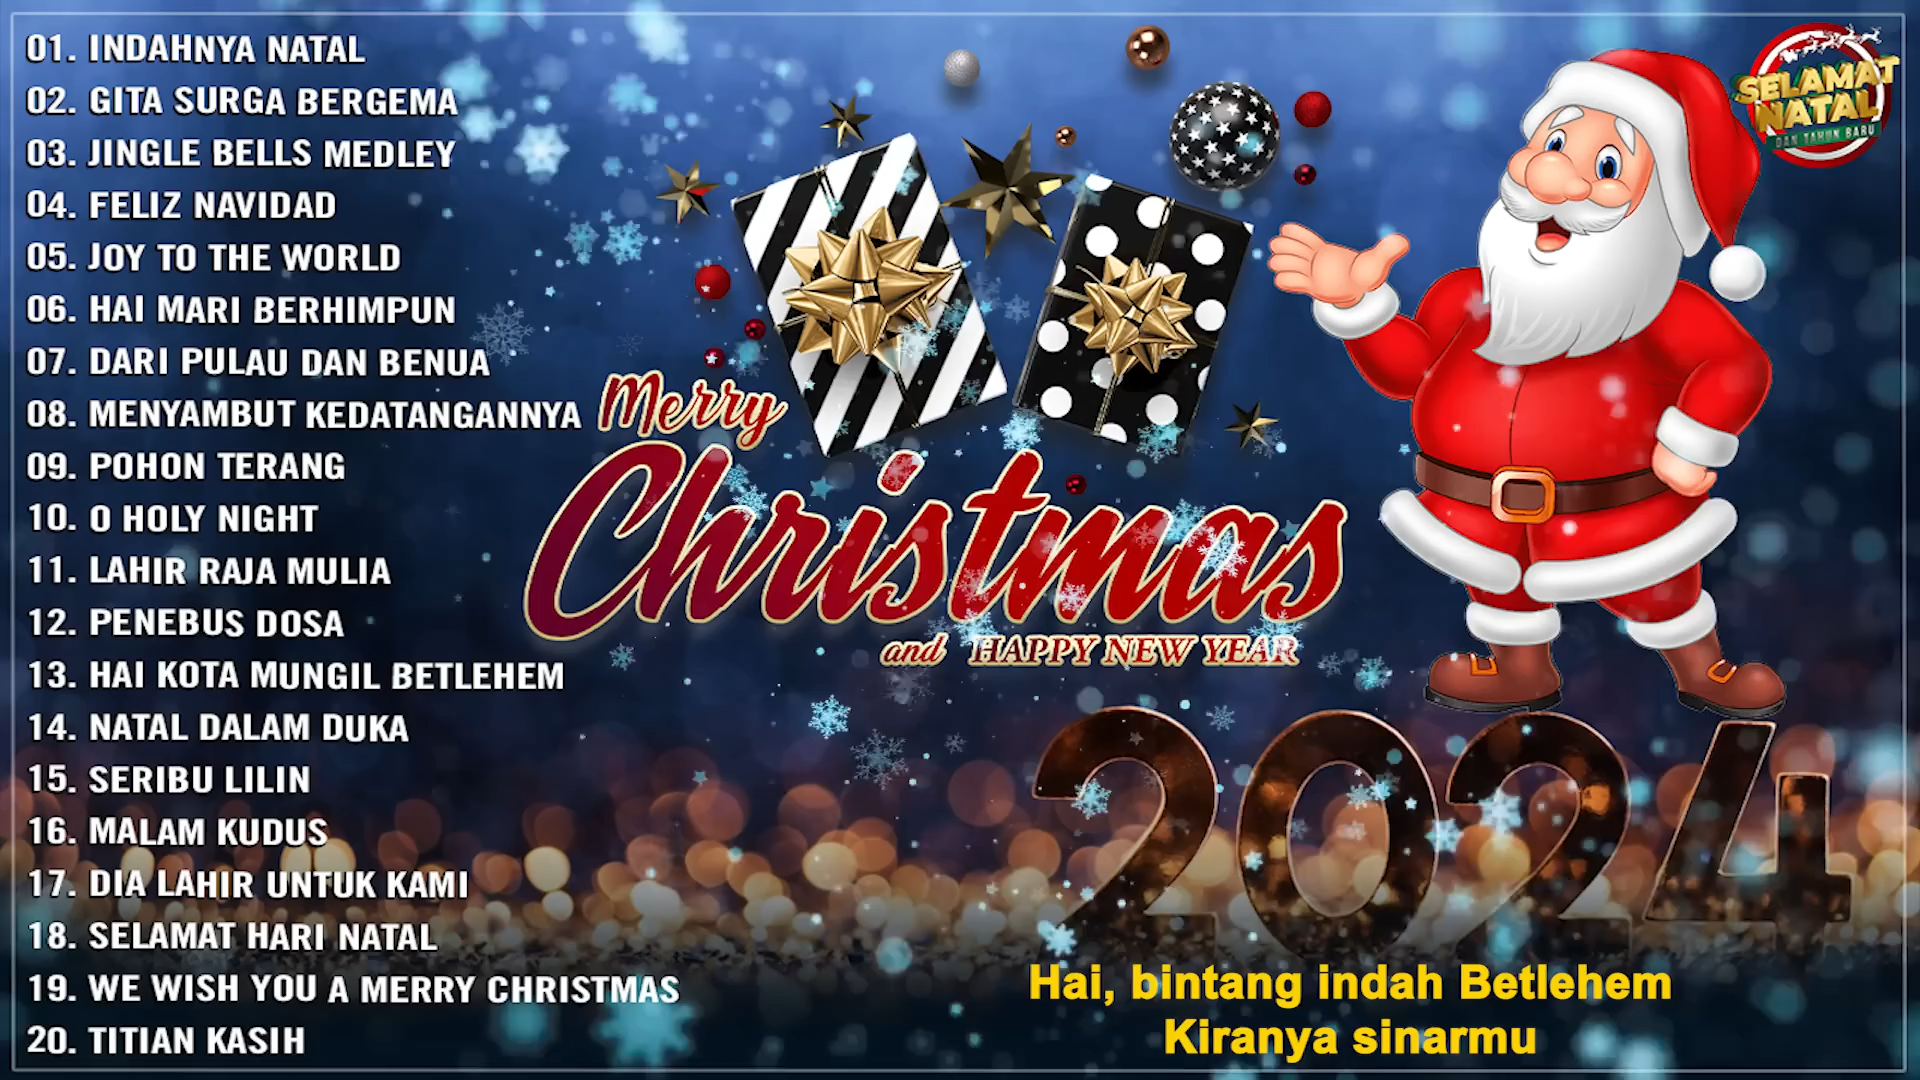 01. INDAHNYA NATAL
02. GITA SURGA BERGEMA
03. JINGLE BELLS MEDLEY
04. FELIZ NAVIDAD
05. JOY TO THE WORLD
06. HAI MARI BERHIMPUN
07. DARI PULAU DAN BENUA
08. MENYAMBUT KEDATANGANNYA
09. POHON TERANG
10. O HOLY NIGHT
11. LAHIR RAJA MULIA
12. PENEBUS DOSA
13. HAI KOTA MUNGIL BETLEHEM
14. NATAL DALAM DUKA
15. SERIBU LILIN
16. MALAM KUDUS
17. DIA LAHIR UNTUK KAMI
18. SELAMAT HARI NATAL
19. WE WISH YOU A MERRY CHRISTMAS
20. TITIAN KASIH
Merry
Christmas
and HAPPY NEW YEAR
2024
SELAMAT
NATAL
DAN TAHUN BARU
Hai, bintang indah Betlehem
Kiranya sinarmu